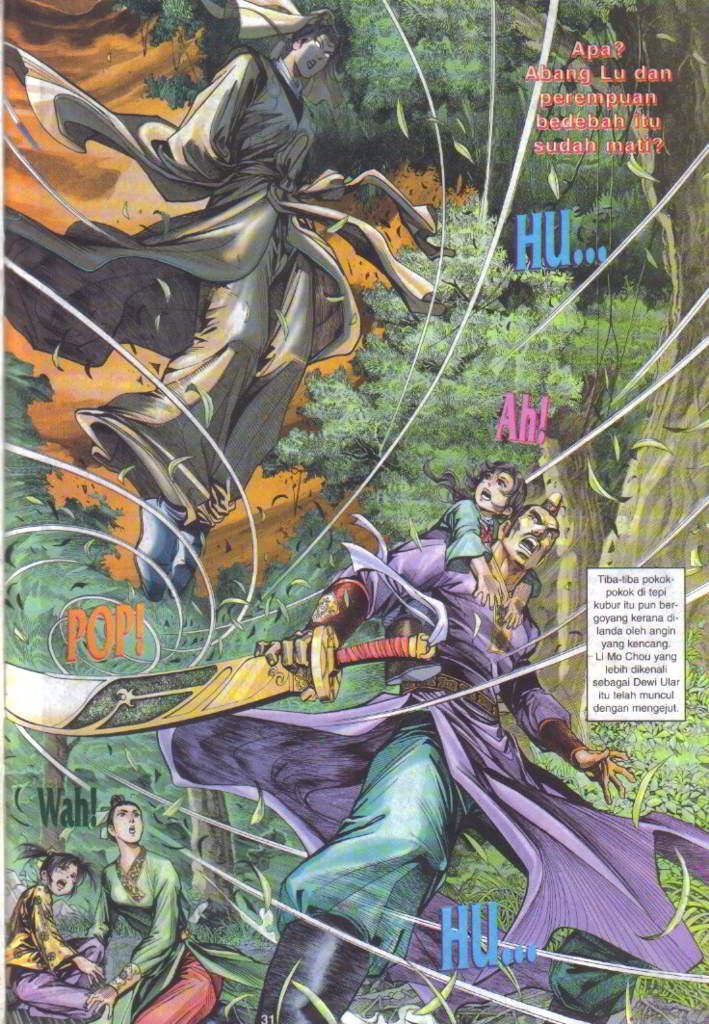 Apa?
Abang Lu dan
perempuan
bedebah itu
sudah mati?
HU...
Ah!
Tiba-tiba pokok-
pokok di tepi
kubur itu pun ber-
goyang kerana di-
landa oleh angin
yang kencang.
Li Mo Chou yang
lebih dikenali
sebagai Dewi Ular
itu telah muncul
dengan mengejut.
POP!
Wah!
HU...
31